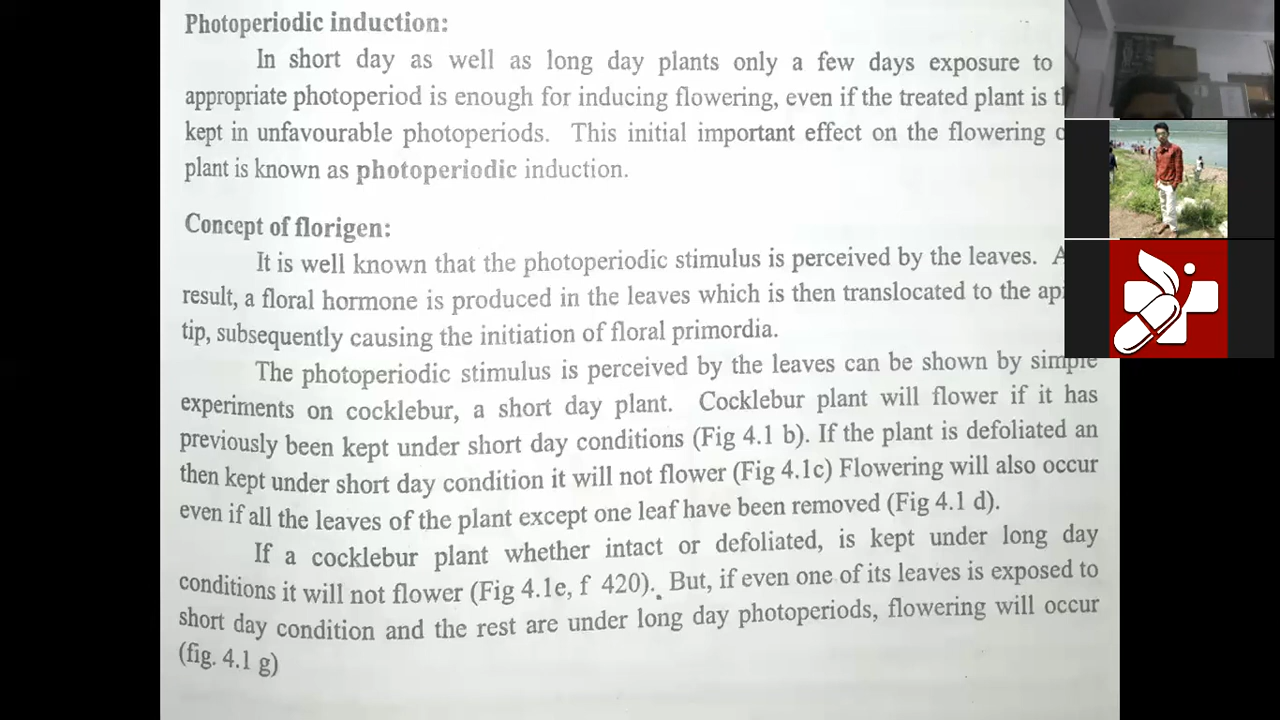 Photoperiodic induction:
In short day as well as long day plants only a few days exposure to
appropriate photoperiod is enough for inducing flowering, even if the treated plant is
kept in unfavourable photoperiods. This initial important effect on the flowering
plant is known as photoperiodic induction.
Concept of florigen:
It is well known that the photoperiodic stimulus is perceived by the leaves.
result, a floral hormone is produced in the leaves which is then translocated to the
tip, subsequently causing the initiation of floral primordia.
The photoperiodic stimulus is perceived by the leaves can be shown by simple
experiments on cocklebur, a short day plant. Cocklebur plant will flower if it has
previously been kept under short day conditions (Fig 4.1 b). If the plant is defoliated an
then kept under short day condition it will not flower (Fig 4.1c) Flowering will also occur
even if all the leaves of the plant except one leaf have been removed (Fig 4.1 d).
If a cocklebur plant whether intact or defoliated, is kept under long day
conditions it will not flower (Fig 4.1e, f 420). But, if even one of its leaves is exposed to
short day condition and the rest are under long day photoperiods, flowering will occur
(fig. 4.1 g)